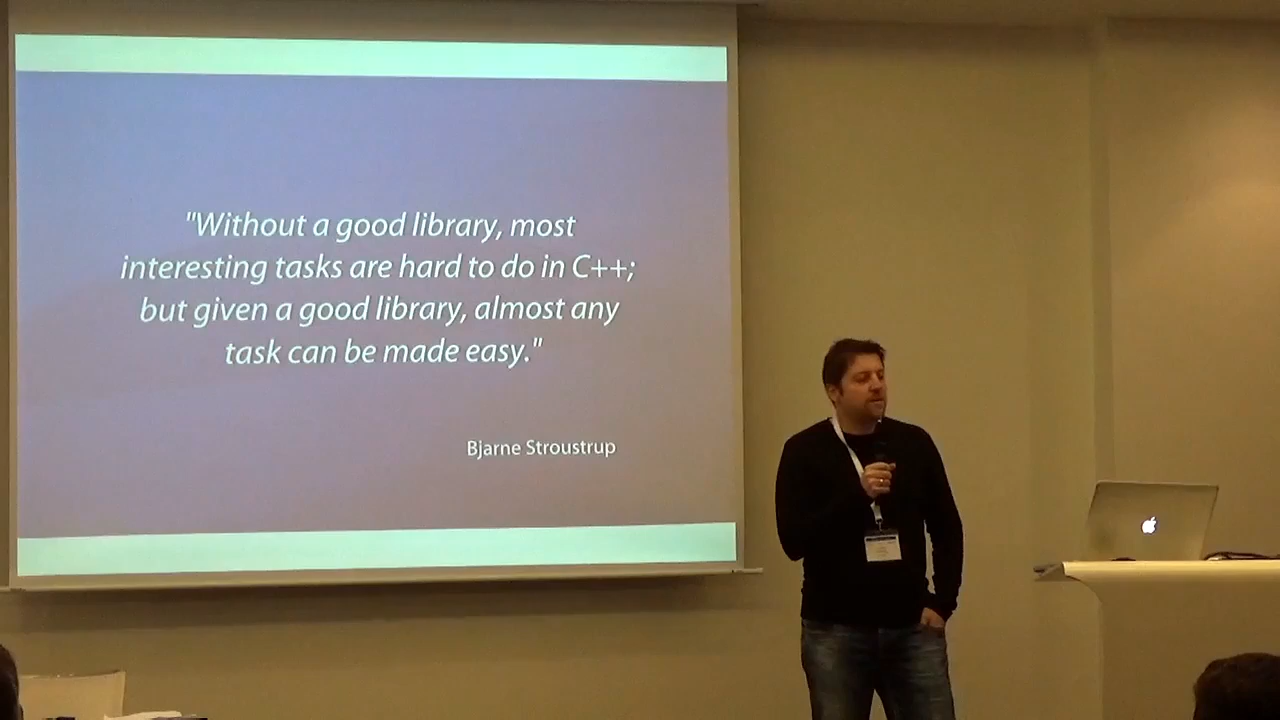 "Without a good library, most
interesting tasks are hard to do in C++;
but given a good library, almost any
task can be made easy."
Bjarne Stroustrup